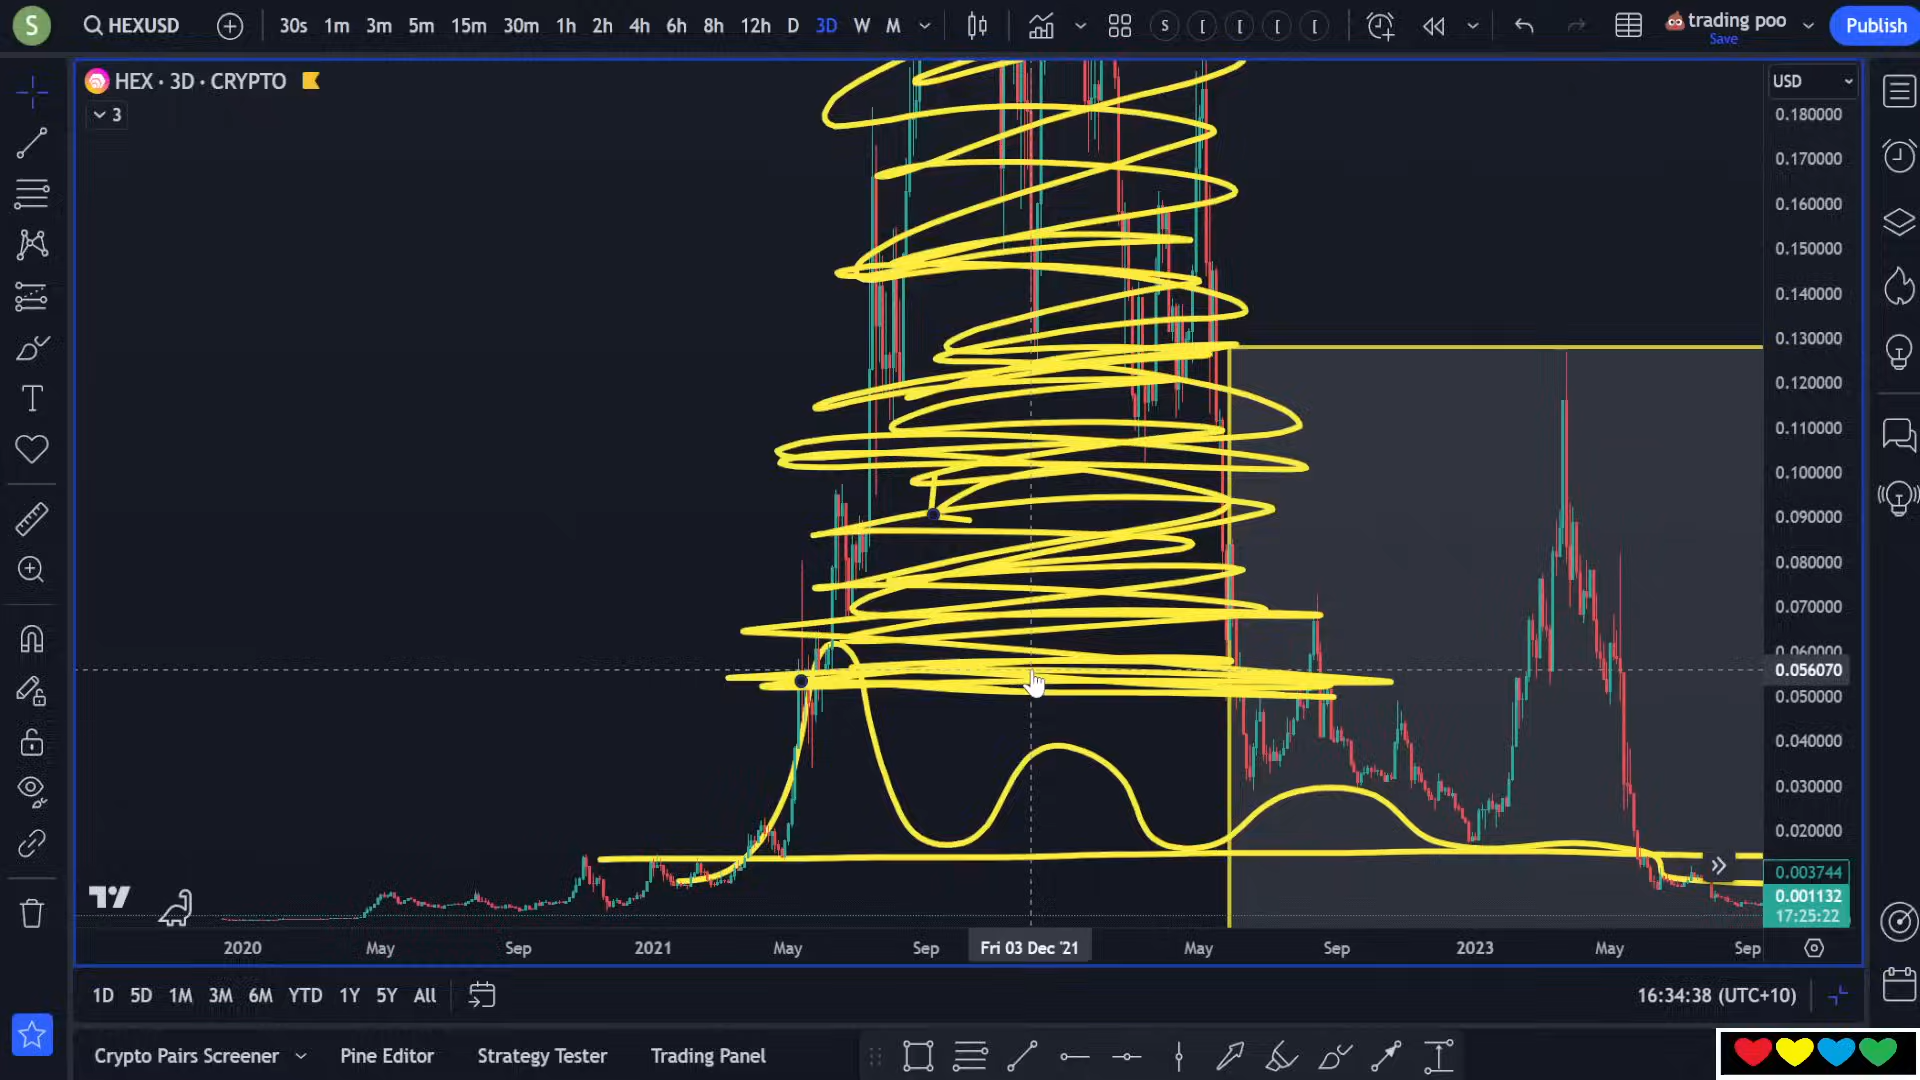 S
HEXUSD
30s 1m 3m 5m 15m 30m 1h 2h 4h 6h 8h 12h D 3D W M
S [ [ [ [
trading poo
Save
Publish
HEX · 3D · CRYPTO
3
USD
0.180000
0.170000
0.160000
0.150000
0.140000
0.130000
0.120000
0.110000
0.100000
0.090000
0.080000
0.070000
0.060000
0.056070
0.050000
0.040000
0.030000
0.020000
0.003744
0.001132
17:25:22
2020 May Sep 2021 May Sep Fri 03 Dec '21 May Sep 2023 May Sep
1D 5D 1M 3M 6M YTD 1Y 5Y All
16:34:38 (UTC+10)
Crypto Pairs Screener Pine Editor Strategy Tester Trading Panel